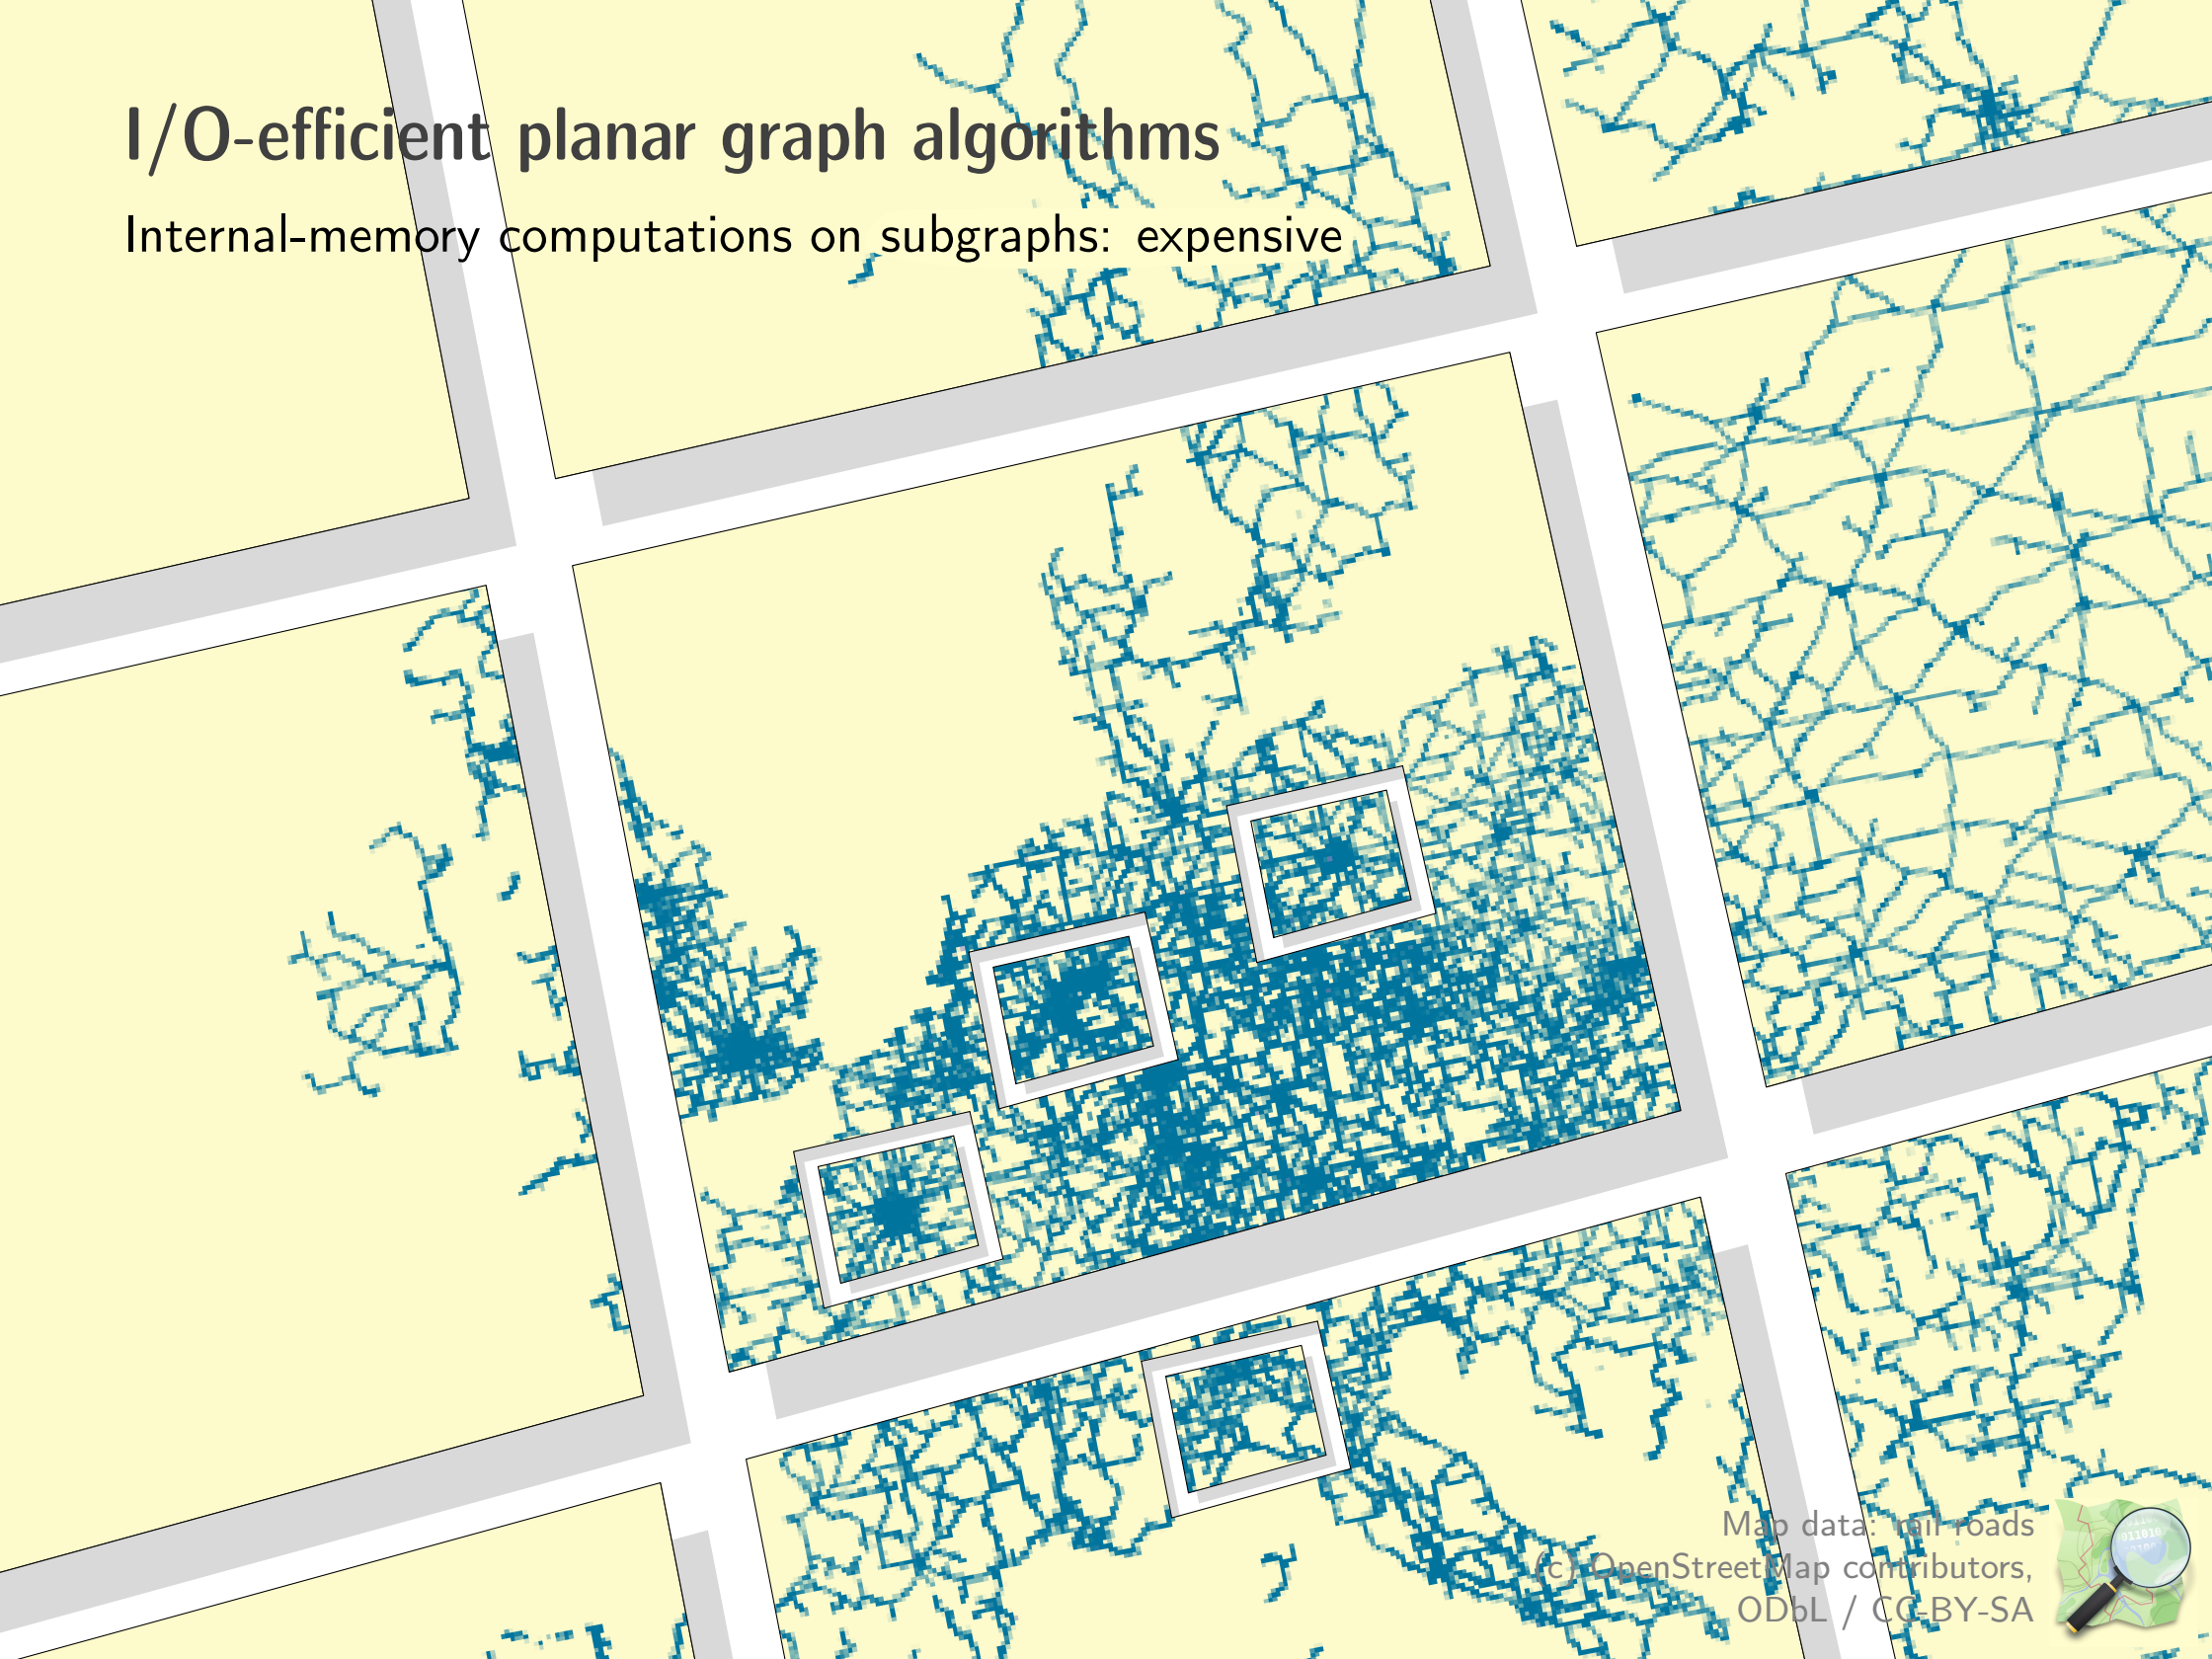 I/O-efficient planar graph algorithms
Internal-memory computations on subgraphs: expensive
Map data: rail roads
(c) OpenStreetMap contributors,
ODbL / CC-BY-SA